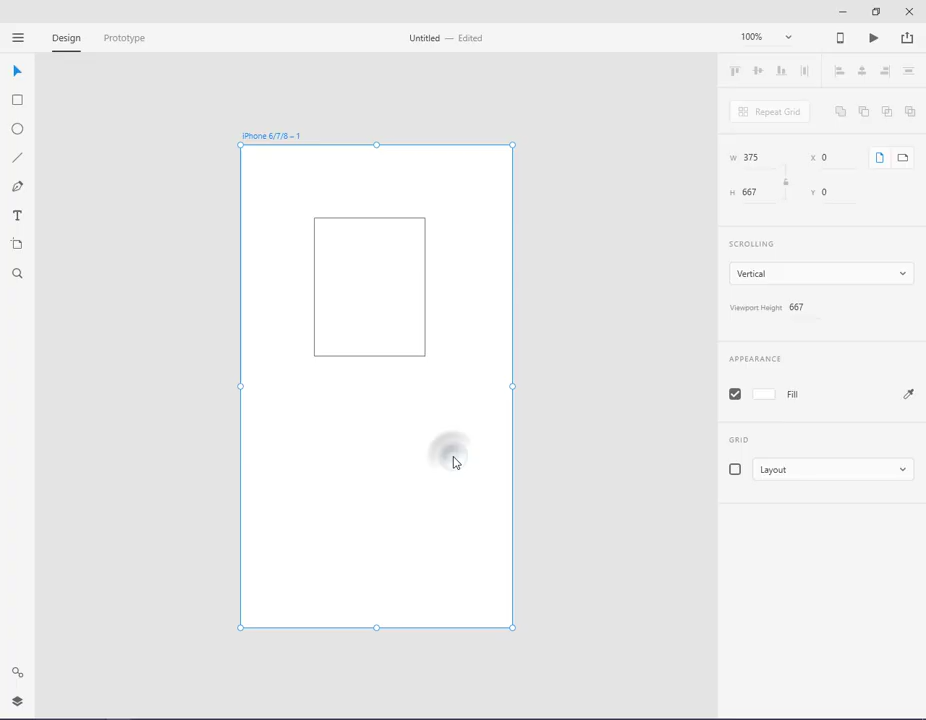 Design Prototype Untitled — Edited 100%
Repeat Grid
iPhone 6/7/8 – 1
W 375 X 0
H 667 Y 0
T
SCROLLING
Vertical
Viewport Height 667
APPEARANCE
Fill
GRID
Layout